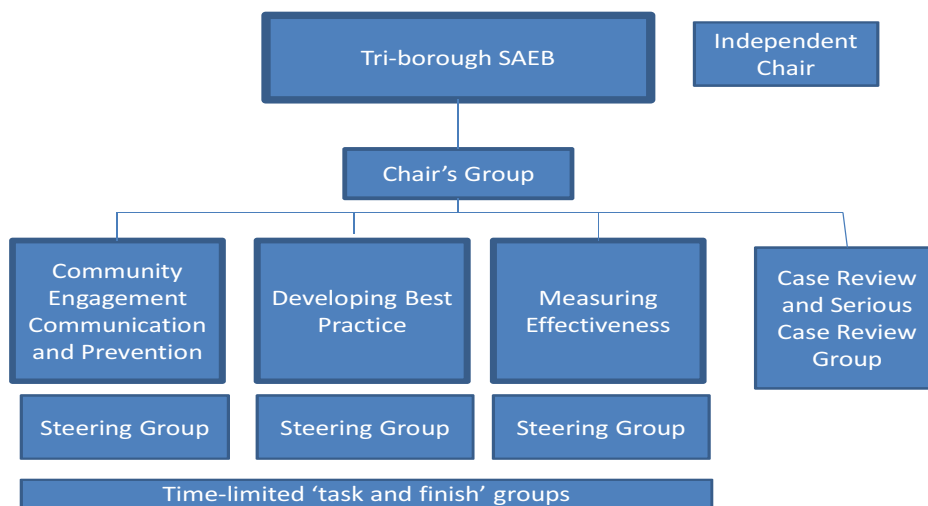 Tri-borough SAEB
Independent
Chair
Chair’s Group
Community
Engagement
Communication
and Prevention
Developing Best
Practice
Measuring
Effectiveness
Case Review
and Serious
Case Review
Group
Steering Group
Steering Group
Steering Group
Time-limited ‘task and finish’ groups